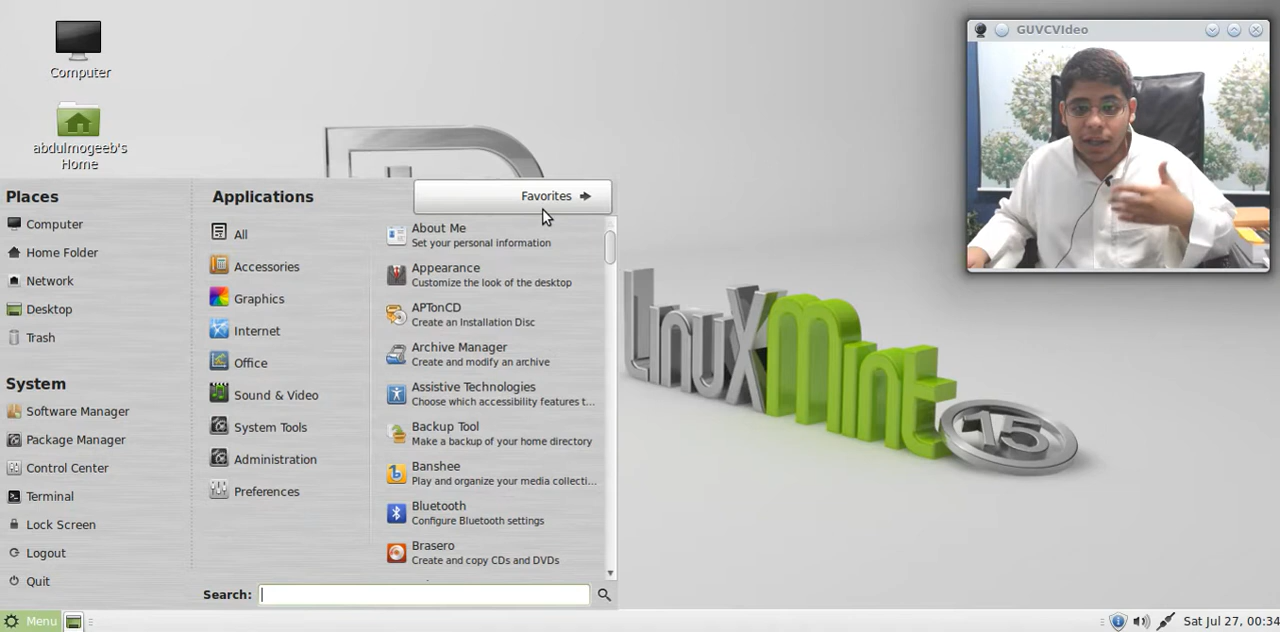 Computer
abdulmogeeb's
Home
GUVCVIdeo
LinuxMint
15
Places
Computer
Home Folder
Network
Desktop
Trash
System
Software Manager
Package Manager
Control Center
Terminal
Lock Screen
Logout
Quit
Applications
All
Accessories
Graphics
Internet
Office
Sound & Video
System Tools
Administration
Preferences
Favorites
About Me
Set your personal information
Appearance
Customize the look of the desktop
APTonCD
Create an Installation Disc
Archive Manager
Create and modify an archive
Assistive Technologies
Choose which accessibility features t...
Backup Tool
Make a backup of your home directory
Banshee
Play and organize your media collecti...
Bluetooth
Configure Bluetooth settings
Brasero
Create and copy CDs and DVDs
Search:
Menu
Sat Jul 27, 00:34